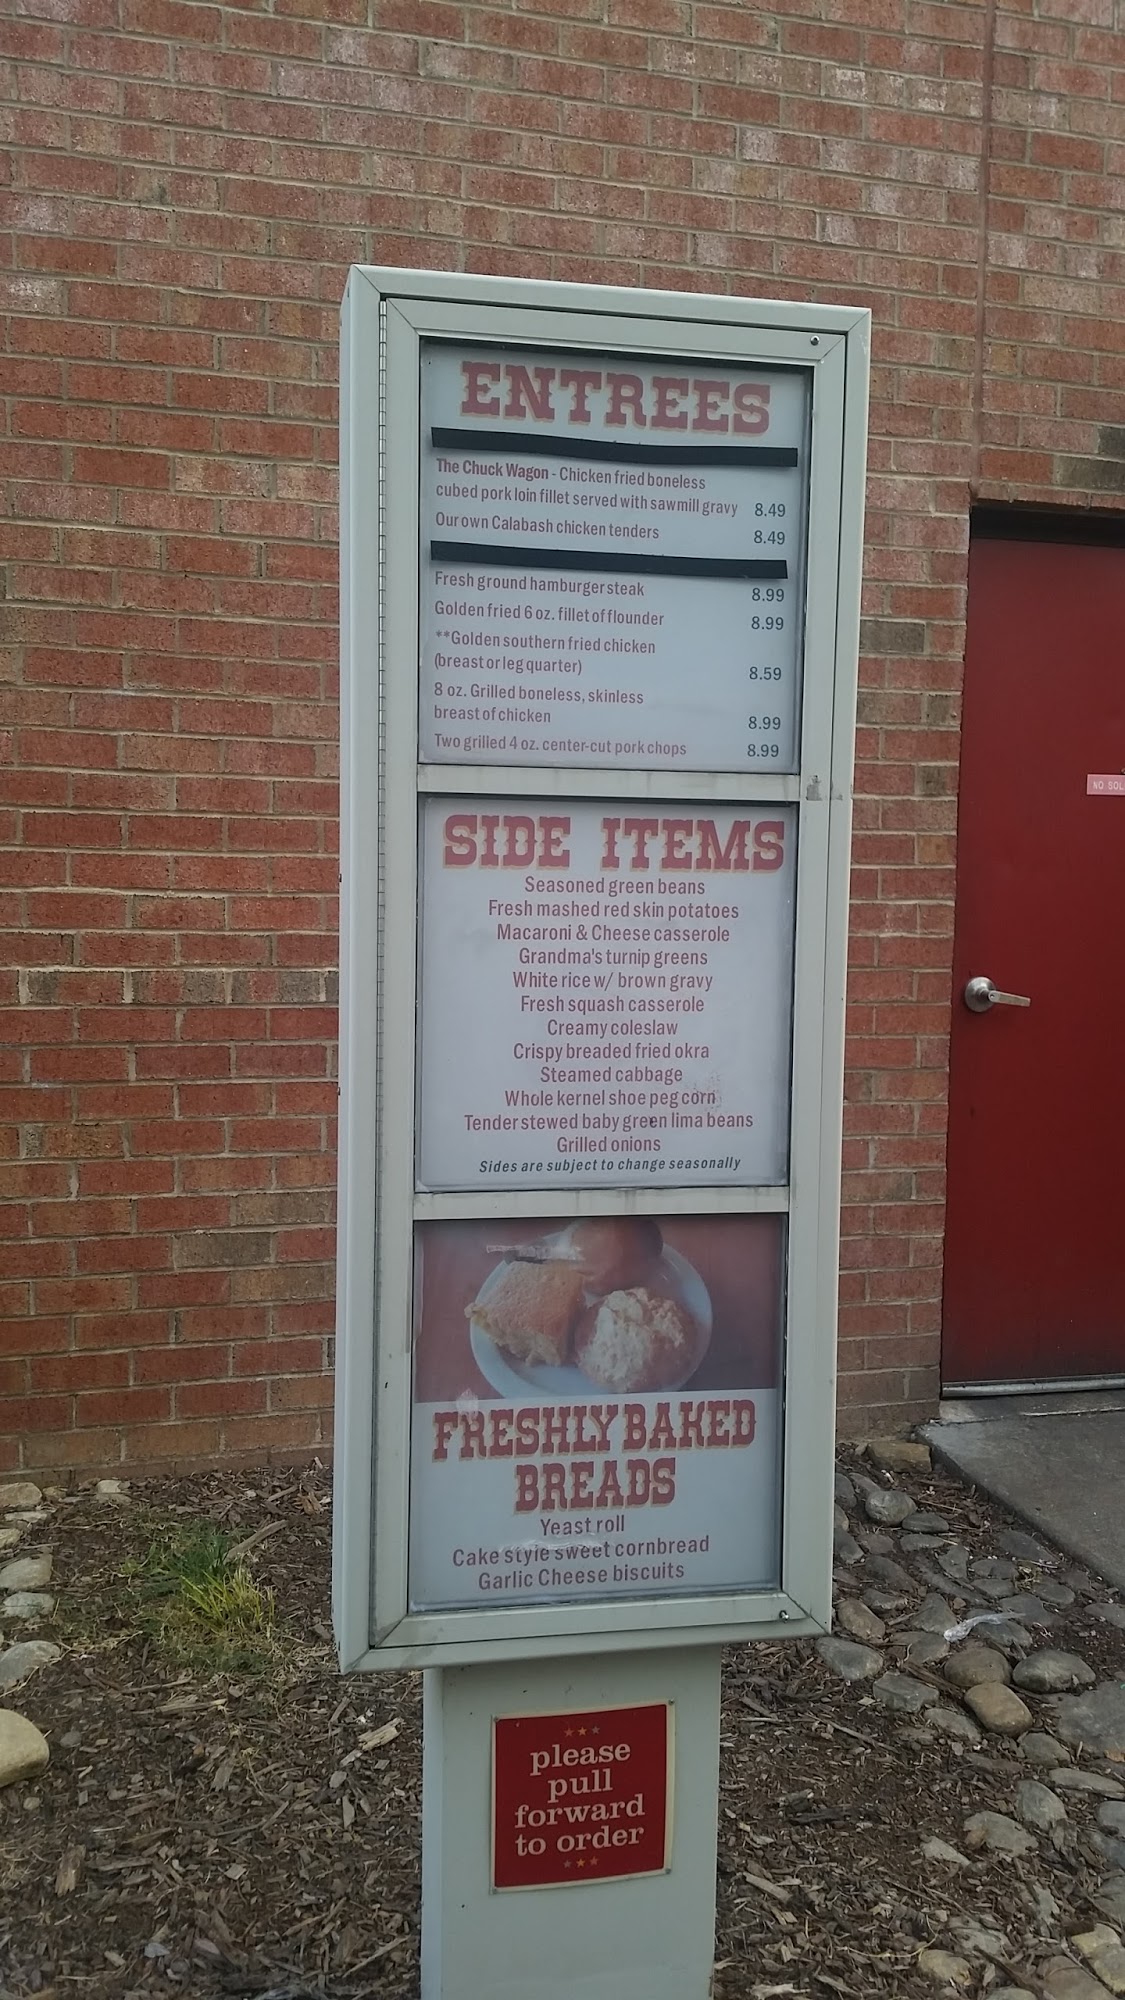 ENTREES
The Chuck Wagon - Chicken fried boneless
cubed pork loin fillet served with sawmill gravy 8.49
Our own Calabash chicken tenders 8.49
Fresh ground hamburger steak 8.99
Golden fried 6 oz. fillet of flounder 8.99
**Golden southern fried chicken
(breast or leg quarter) 8.59
8 oz. Grilled boneless, skinless
breast of chicken 8.99
Two grilled 4 oz. center-cut pork chops 8.99
SIDE ITEMS
Seasoned green beans
Fresh mashed red skin potatoes
Macaroni & Cheese casserole
Grandma's turnip greens
White rice w/ brown gravy
Fresh squash casserole
Creamy coleslaw
Crispy breaded fried okra
Steamed cabbage
Whole kernel shoe peg corn
Tender stewed baby green lima beans
Grilled onions
Sides are subject to change seasonally
FRESHLY BAKED
BREADS
Yeast roll
Cake style sweet cornbread
Garlic Cheese biscuits
please
pull
forward
to order
NO SOL